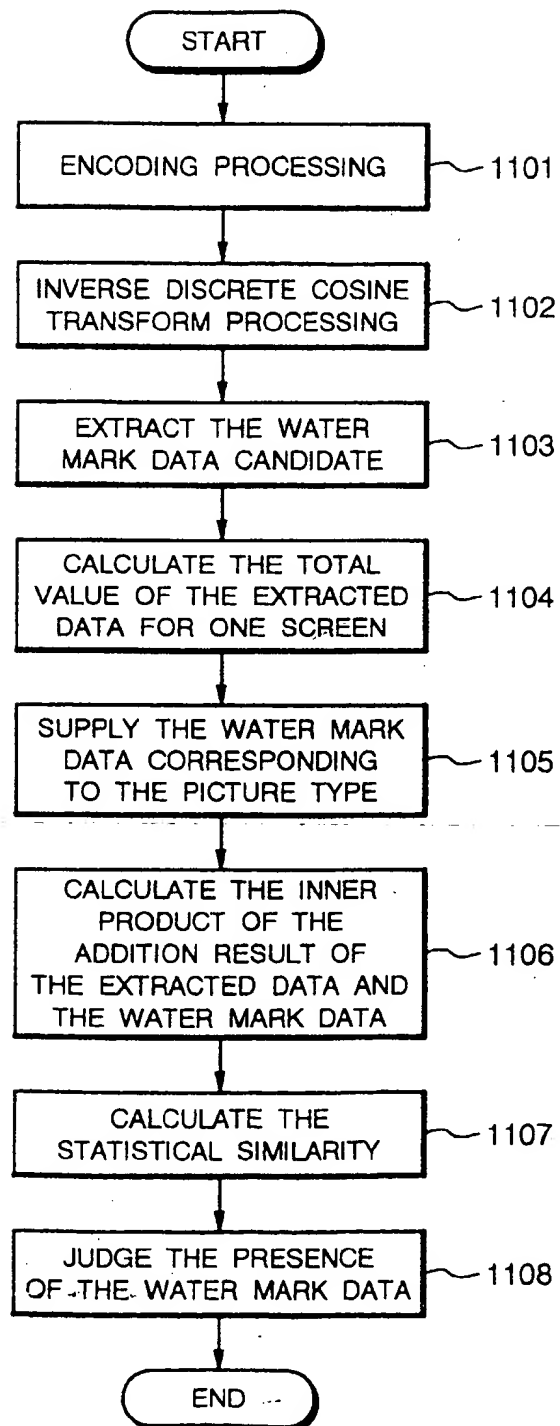 START
ENCODING PROCESSING
1101
INVERSE DISCRETE COSINE
TRANSFORM PROCESSING
1102
EXTRACT THE WATER
MARK DATA CANDIDATE
1103
CALCULATE THE TOTAL
VALUE OF THE EXTRACTED
DATA FOR ONE SCREEN
1104
SUPPLY THE WATER MARK
DATA CORRESPONDING
TO THE PICTURE TYPE
1105
CALCULATE THE INNER
PRODUCT OF THE
ADDITION RESULT OF
THE EXTRACTED DATA AND
THE WATER MARK DATA
1106
CALCULATE THE
STATISTICAL SIMILARITY
1107
JUDGE THE PRESENCE
OF THE WATER MARK DATA
1108
END